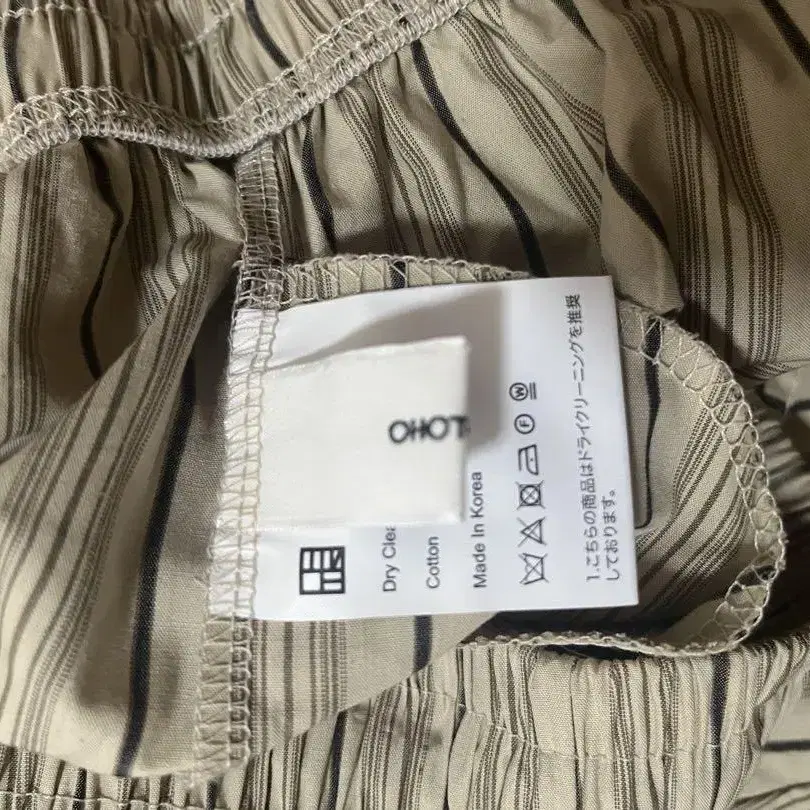 Dry Clea
Cotton
Made In Korea
F W
1.こちらの商品はドライクリーニングを推奨
しております。